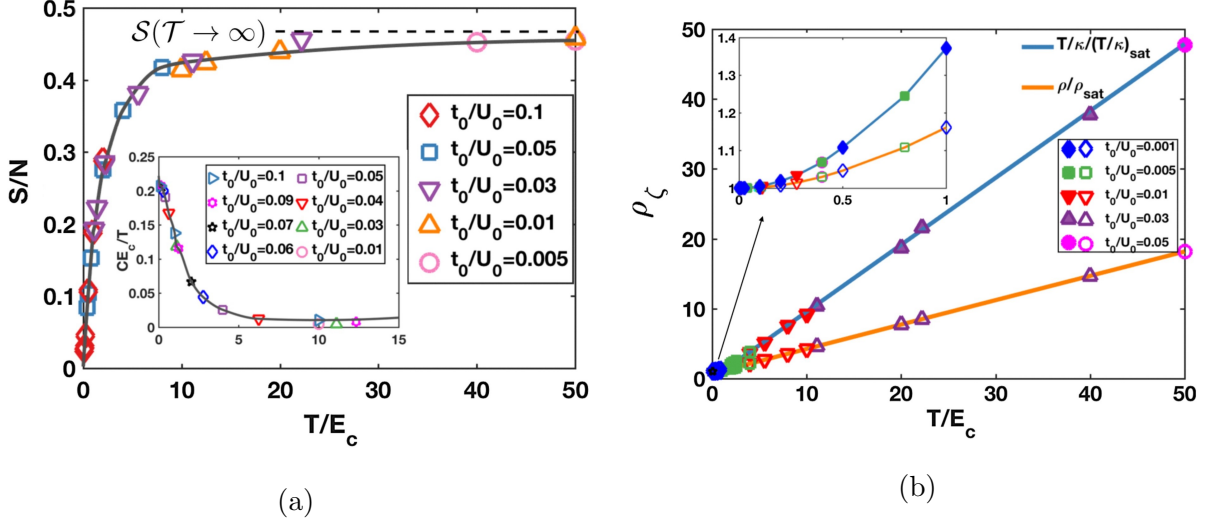 0.5
S(T → ∞)
0.4
0.3
S/N
t₀/U₀=0.1
t₀/U₀=0.05
t₀/U₀=0.03
t₀/U₀=0.01
t₀/U₀=0.005
0.2
0.1
0
0 10 20 30 40 50
T/E_c
0.25
0.2
0.15
0.1
0.05
0
CE_c/T
t₀/U₀=0.1 t₀/U₀=0.05
t₀/U₀=0.09 t₀/U₀=0.04
t₀/U₀=0.07 t₀/U₀=0.03
t₀/U₀=0.06 t₀/U₀=0.01
0 5 10 15
(a)
50
40
30
20
10
0
ρ_ζ
T/κ/(T/κ)_sat
ρ/ρ_sat
t₀/U₀=0.001
t₀/U₀=0.005
t₀/U₀=0.01
t₀/U₀=0.03
t₀/U₀=0.05
1.4
1.3
1.2
1.1
1
0 0.5 1
0 10 20 30 40 50
T/E_c
(b)